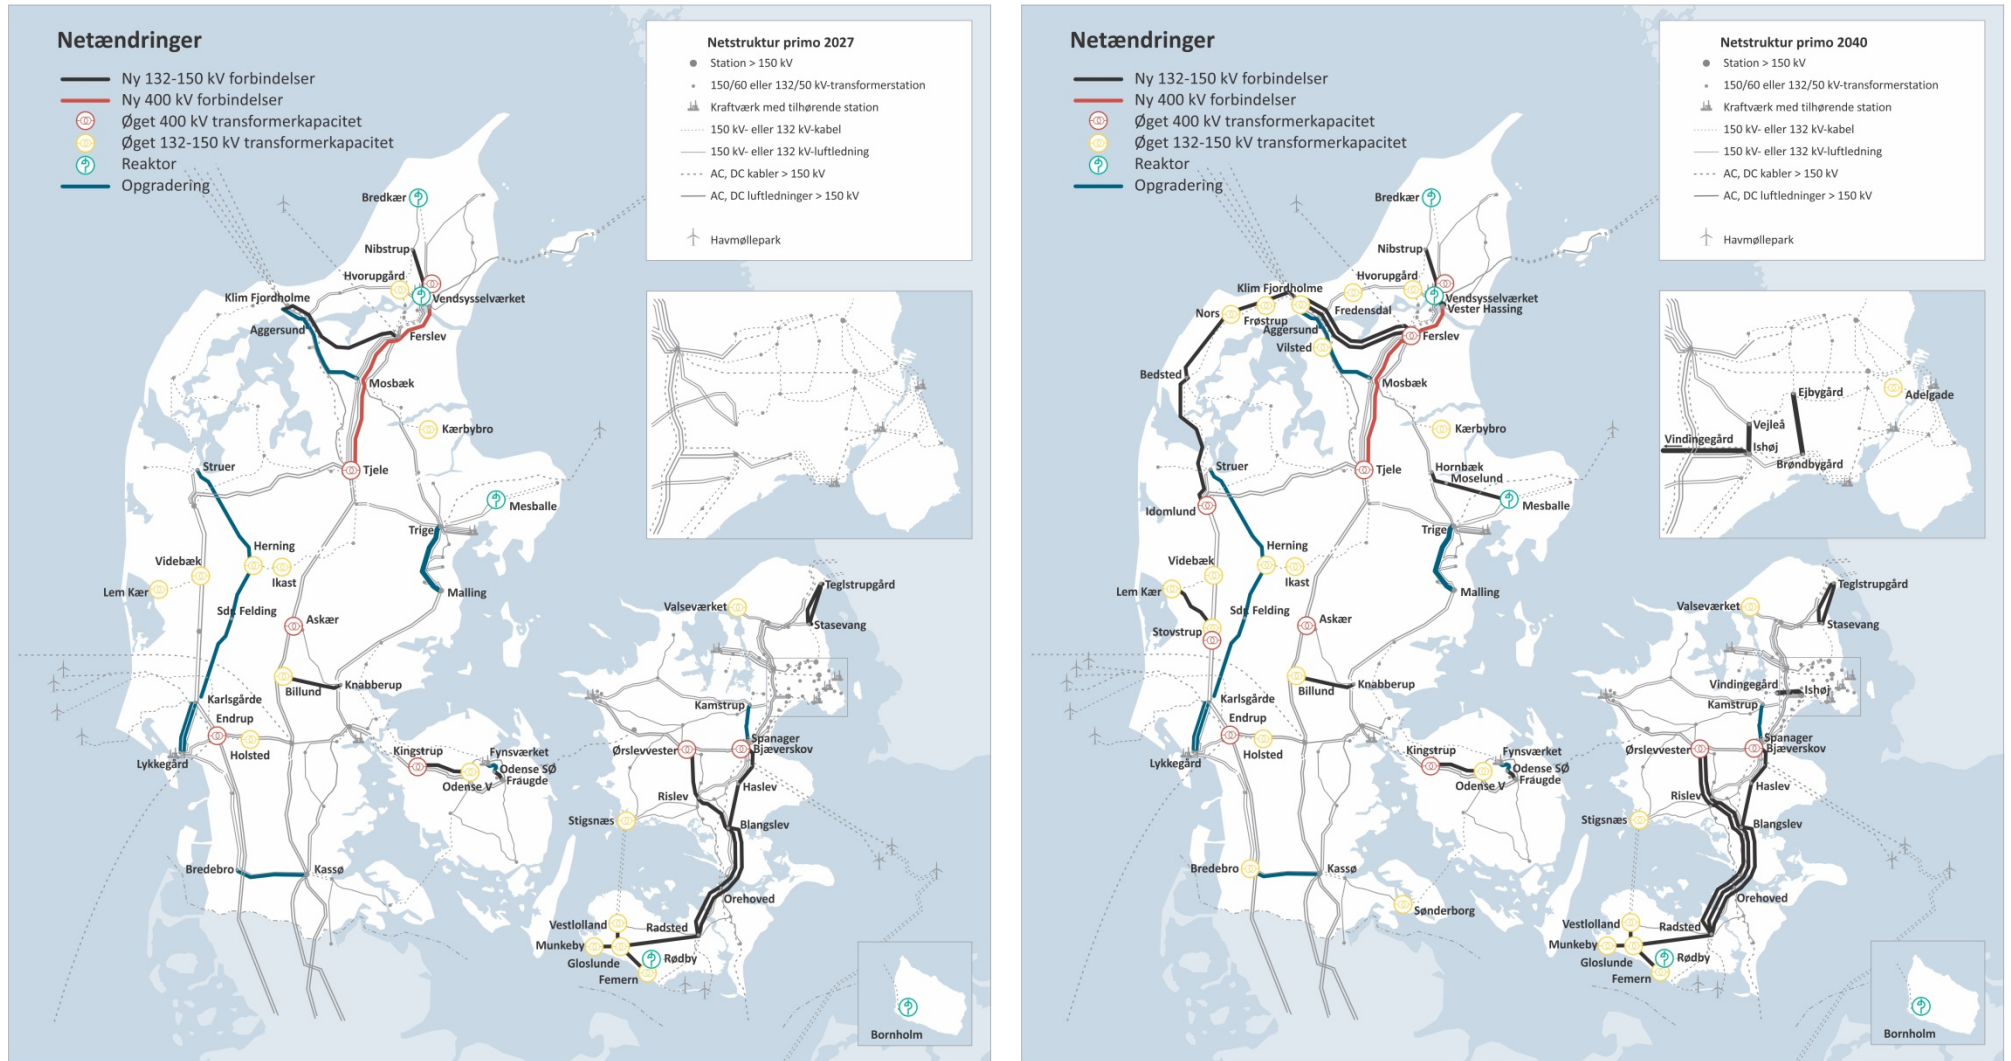 Netændringer
Ny 132-150 kV forbindelser
Ny 400 kV forbindelser
Øget 400 kV transformerkapacitet
Øget 132-150 kV transformerkapacitet
Reaktor
Opgradering
Netstruktur primo 2027
Station > 150 kV
150/60 eller 132/50 kV-transformerstation
Kraftværk med tilhørende station
150 kV- eller 132 kV-kabel
150 kV- eller 132 kV-luftledning
AC, DC kabler > 150 kV
AC, DC luftledninger > 150 kV
Havmøllepark
Bredkær
Nibstrup
Hvorupgård
Klim Fjordholme
Vendsysselværket
Aggersund
Ferslev
Mosbæk
Kærbybro
Struer
Tjele
Mesballe
Trige
Herning
Videbæk
Ikast
Lem Kær
Malling
Teglstrupgård
Sdr. Felding
Askær
Valseværket
Stasevang
Billund
Knabberup
Karlsgårde
Kamstrup
Endrup
Spanager
Kingstrup
Fynsværket
Ørslevvester
Bjæverskov
Holsted
Odense SØ
Lykkegård
Fraugde
Odense V
Haslev
Rislev
Stigsnæs
Blangslev
Bredebro
Kassø
Orehoved
Vestlolland
Radsted
Munkeby
Gloslunde
Rødby
Femern
Bornholm
Netændringer
Ny 132-150 kV forbindelser
Ny 400 kV forbindelser
Øget 400 kV transformerkapacitet
Øget 132-150 kV transformerkapacitet
Reaktor
Opgradering
Netstruktur primo 2040
Station > 150 kV
150/60 eller 132/50 kV-transformerstation
Kraftværk med tilhørende station
150 kV- eller 132 kV-kabel
150 kV- eller 132 kV-luftledning
AC, DC kabler > 150 kV
AC, DC luftledninger > 150 kV
Havmøllepark
Bredkær
Nibstrup
Hvorupgård
Klim Fjordholme
Vendsysselværket
Vester Hassing
Nors
Frøstrup
Fredensdal
Aggersund
Ferslev
Vilsted
Bedsted
Mosbæk
Ejbygård
Adelgade
Vejleå
Vindingegård
Ishøj
Brøndbygård
Kærbybro
Struer
Tjele
Hornbæk
Moselund
Mesballe
Idomlund
Trige
Herning
Videbæk
Ikast
Lem Kær
Malling
Teglstrupgård
Sdr. Felding
Askær
Valseværket
Stasevang
Stovstrup
Billund
Knabberup
Vindingegård
Ishøj
Karlsgårde
Kamstrup
Endrup
Spanager
Kingstrup
Fynsværket
Ørslevvester
Bjæverskov
Holsted
Odense SØ
Lykkegård
Fraugde
Odense V
Haslev
Rislev
Stigsnæs
Blangslev
Bredebro
Kassø
Orehoved
Sønderborg
Vestlolland
Radsted
Munkeby
Gloslunde
Rødby
Femern
Bornholm